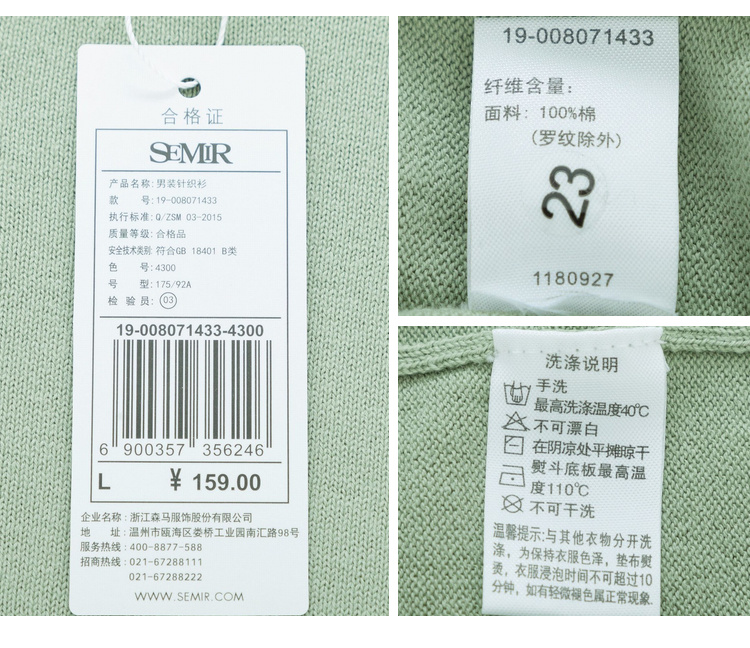 合格证
SEMIR
产品名称:男装针织衫
款 号:19-008071433
执行标准:Q/ZSM 03-2015
质量等级:合格品
安全技术类别:符合GB 18401 B类
色 号:4300
号 型:175/92A
检 验 员:03
19-008071433-4300
6 900357 356246
L ¥ 159.00
企业名称:浙江森马服饰股份有限公司
地 址:温州市瓯海区娄桥工业园南汇路98号
服务热线:400-8877-588
招商热线:021-67288111
021-67288222
WWW.SEMIR.COM
19-008071433
纤维含量:
面料:100%棉
(罗纹除外)
23
1180927
洗涤说明
手洗
最高洗涤温度40℃
不可漂白
在阴凉处平摊晾干
熨斗底板最高温
度110℃
不可干洗
温馨提示:与其他衣物分开洗
涤,为保持衣服色泽,垫布熨
烫,衣服浸泡时间不可超过10
分钟,如有轻微褪色属正常现象.